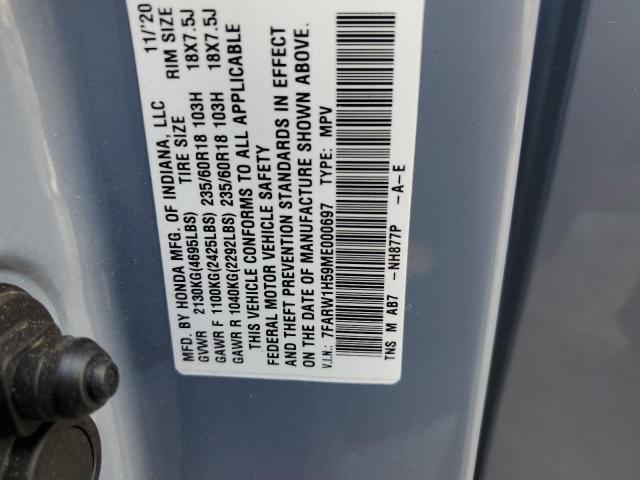 MFD. BY HONDA MFG. OF INDIANA, LLC 11/'20
TIRE SIZE RIM SIZE
GVWR 2130KG(4695LBS)
GAWR F 1100KG(2425LBS) 235/60R18 103H 18X7.5J
GAWR R 1040KG(2292LBS) 235/60R18 103H 18X7.5J
THIS VEHICLE CONFORMS TO ALL APPLICABLE
FEDERAL MOTOR VEHICLE SAFETY
AND THEFT PREVENTION STANDARDS IN EFFECT
ON THE DATE OF MANUFACTURE SHOWN ABOVE.
V.I.N.: 7FARW1H59ME000697 TYPE: MPV
TNS M AB7 -NH877P -A-E